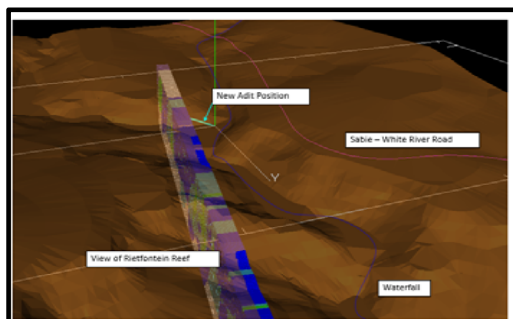 New Adit Position
Sabie – White River Road
Y
View of Rietfontein Reef
Waterfall